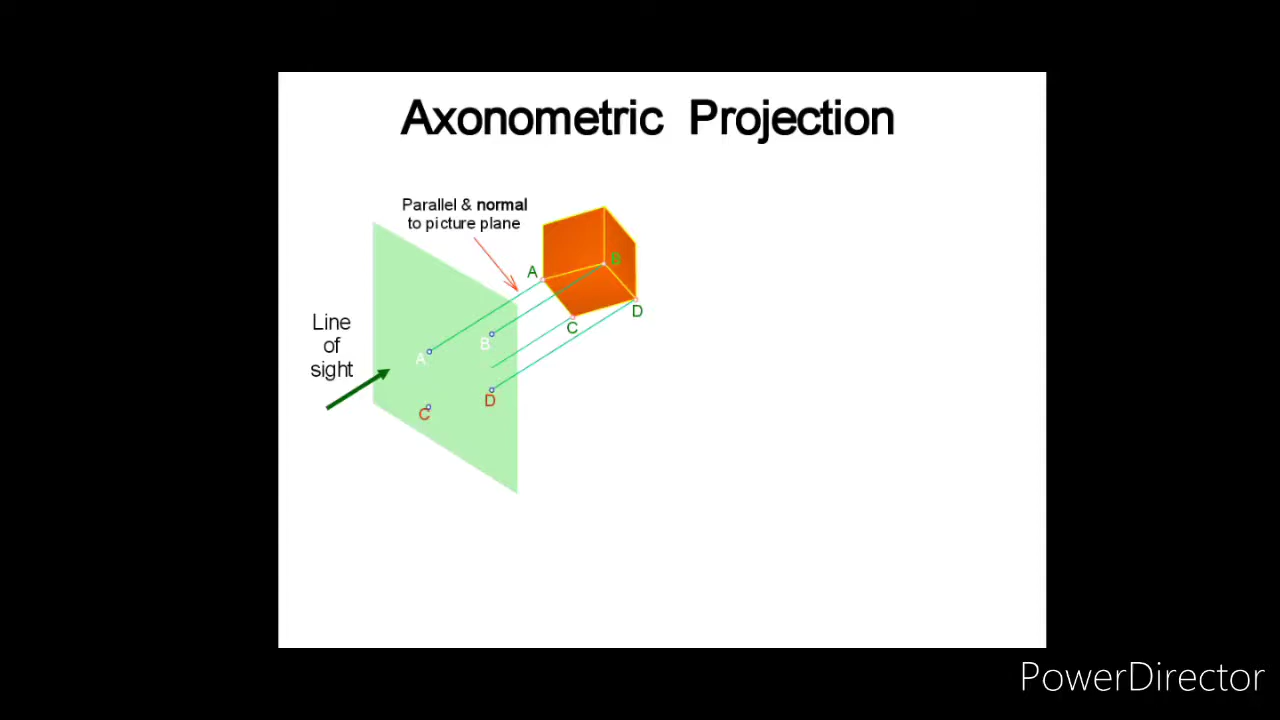 Axonometric Projection
Parallel & normal
to picture plane
A
B
C
D
Line
of
sight
A
B
C
D
PowerDirector